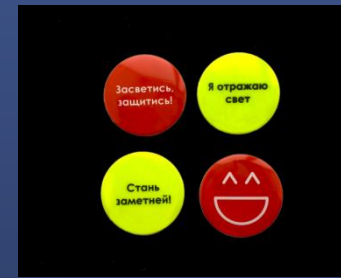 Засветись,
защитись!
Я отражаю
свет
Стань
заметней!